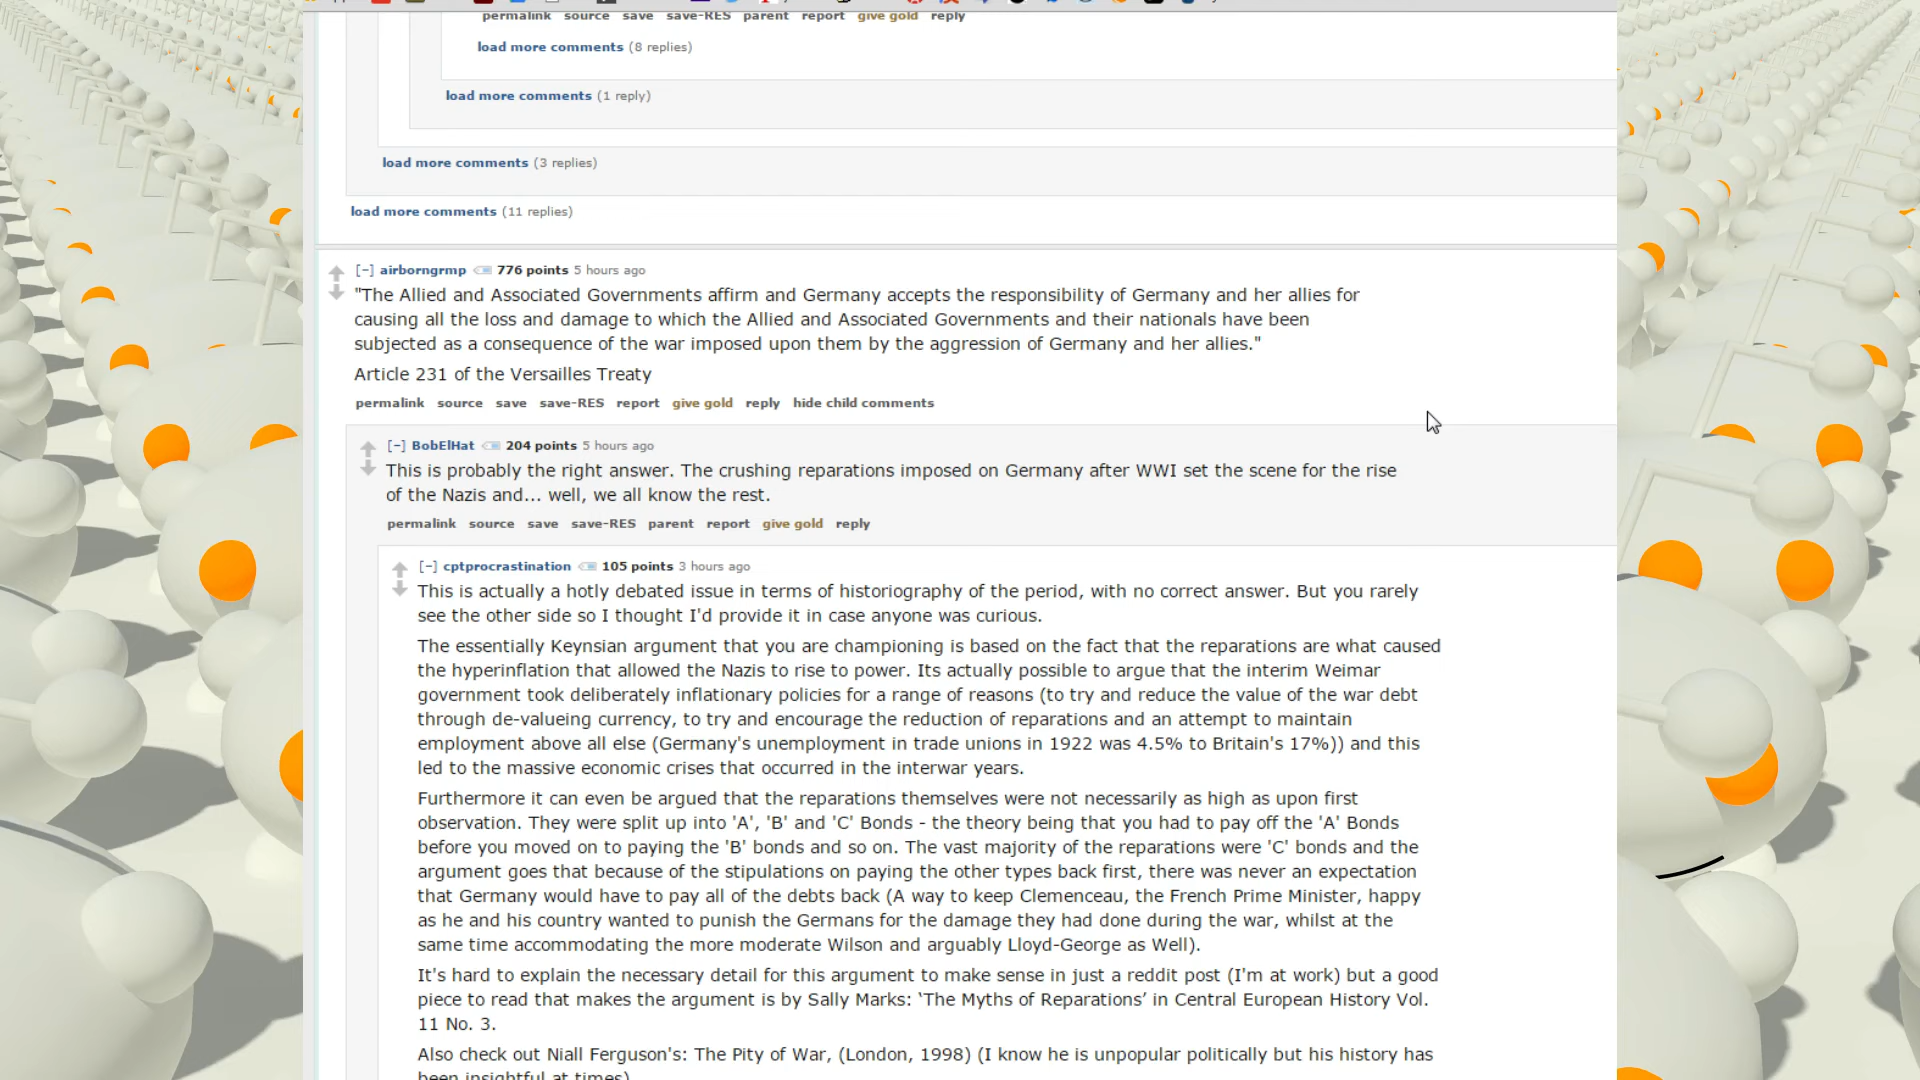 permalink source save save-RES parent report give gold reply
load more comments (8 replies)
load more comments (1 reply)
load more comments (3 replies)
load more comments (11 replies)
[-] airborngrmp 776 points 5 hours ago
"The Allied and Associated Governments affirm and Germany accepts the responsibility of Germany and her allies for
causing all the loss and damage to which the Allied and Associated Governments and their nationals have been
subjected as a consequence of the war imposed upon them by the aggression of Germany and her allies."
Article 231 of the Versailles Treaty
permalink source save save-RES report give gold reply hide child comments
[-] BobElHat 204 points 5 hours ago
This is probably the right answer. The crushing reparations imposed on Germany after WWI set the scene for the rise
of the Nazis and... well, we all know the rest.
permalink source save save-RES parent report give gold reply
[-] cptprocrastination 105 points 3 hours ago
This is actually a hotly debated issue in terms of historiography of the period, with no correct answer. But you rarely
see the other side so I thought I'd provide it in case anyone was curious.
The essentially Keynsian argument that you are championing is based on the fact that the reparations are what caused
the hyperinflation that allowed the Nazis to rise to power. Its actually possible to argue that the interim Weimar
government took deliberately inflationary policies for a range of reasons (to try and reduce the value of the war debt
through de-valueing currency, to try and encourage the reduction of reparations and an attempt to maintain
employment above all else (Germany's unemployment in trade unions in 1922 was 4.5% to Britain's 17%)) and this
led to the massive economic crises that occurred in the interwar years.
Furthermore it can even be argued that the reparations themselves were not necessarily as high as upon first
observation. They were split up into 'A', 'B' and 'C' Bonds - the theory being that you had to pay off the 'A' Bonds
before you moved on to paying the 'B' bonds and so on. The vast majority of the reparations were 'C' bonds and the
argument goes that because of the stipulations on paying the other types back first, there was never an expectation
that Germany would have to pay all of the debts back (A way to keep Clemenceau, the French Prime Minister, happy
as he and his country wanted to punish the Germans for the damage they had done during the war, whilst at the
same time accommodating the more moderate Wilson and arguably Lloyd-George as Well).
It's hard to explain the necessary detail for this argument to make sense in just a reddit post (I'm at work) but a good
piece to read that makes the argument is by Sally Marks: ‘The Myths of Reparations’ in Central European History Vol.
11 No. 3.
Also check out Niall Ferguson's: The Pity of War, (London, 1998) (I know he is unpopular politically but his history has
been insightful at times)